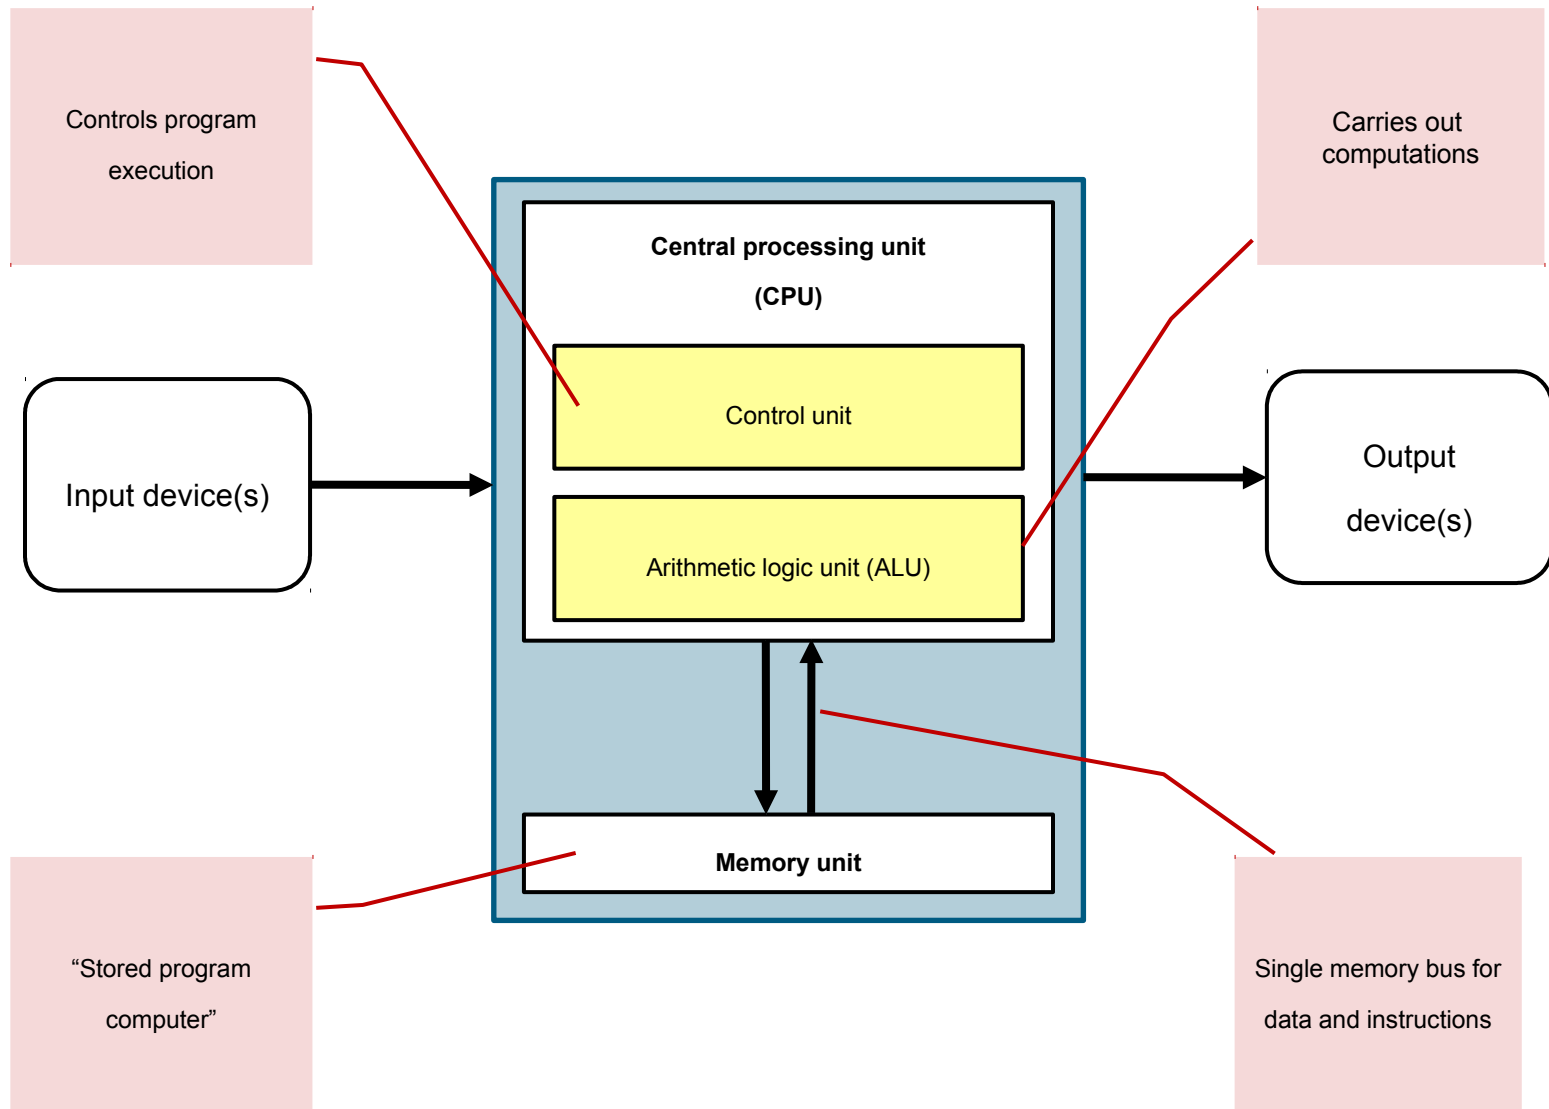 Controls program
execution
Carries out
computations
Central processing unit
(CPU)
Control unit
Input device(s)
Output
device(s)
Arithmetic logic unit (ALU)
Memory unit
“Stored program
computer”
Single memory bus for
data and instructions